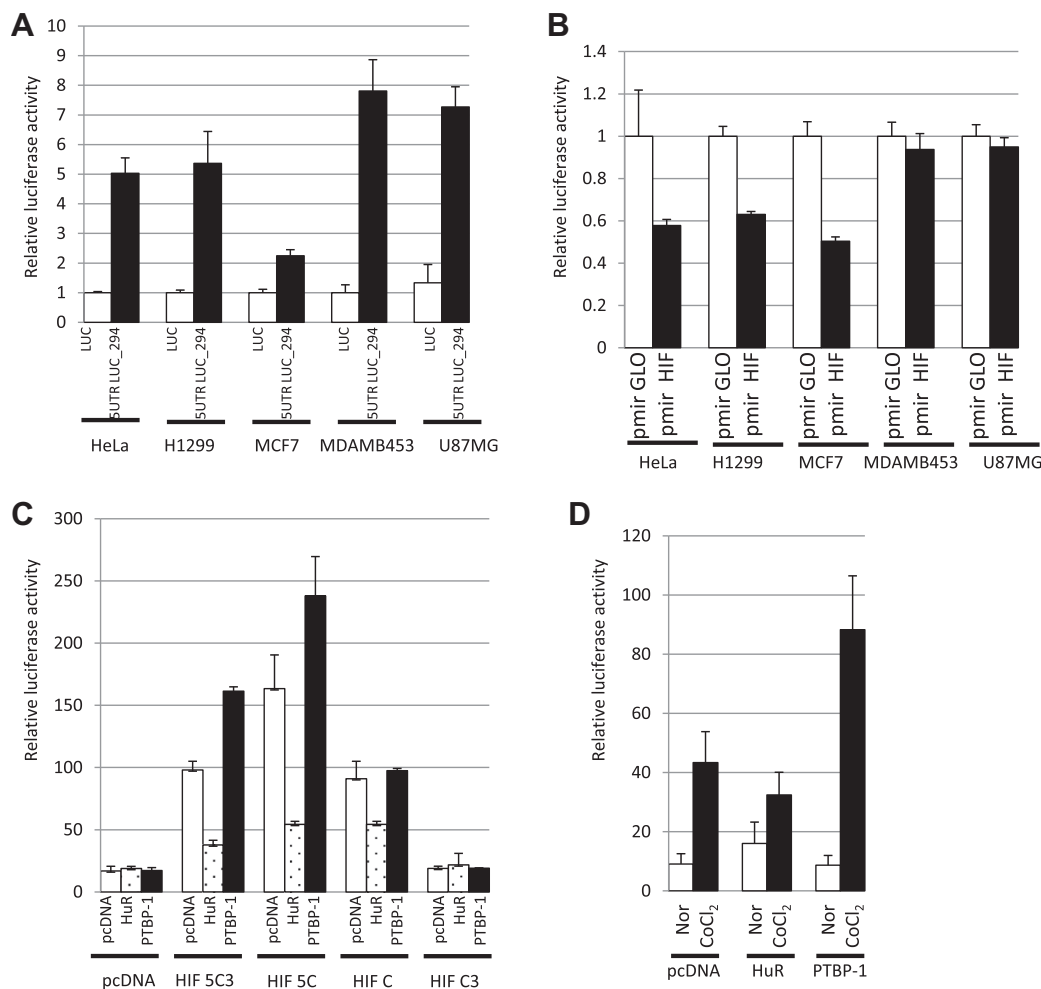 A
Relative luciferase activity
10
9
8
7
6
5
4
3
2
1
0
LUC
5UTR LUC_294
LUC
5UTR LUC_294
LUC
5UTR LUC_294
LUC
5UTR LUC_294
LUC
5UTR LUC_294
HeLa
H1299
MCF7
MDAMB453
U87MG
B
Relative luciferase activity
1.4
1.2
1
0.8
0.6
0.4
0.2
0
pmir GLO
pmir HIF
pmir GLO
pmir HIF
pmir GLO
pmir HIF
pmir GLO
pmir HIF
pmir GLO
pmir HIF
HeLa
H1299
MCF7
MDAMB453
U87MG
C
Relative luciferase activity
300
250
200
150
100
50
0
pcDNA
HuR
PTBP-1
pcDNA
HuR
PTBP-1
pcDNA
HuR
PTBP-1
pcDNA
HuR
PTBP-1
pcDNA
HuR
PTBP-1
pcDNA
HIF 5C3
HIF 5C
HIF C
HIF C3
D
Relative luciferase activity
120
100
80
60
40
20
0
Nor
CoCl₂
Nor
CoCl₂
Nor
CoCl₂
pcDNA
HuR
PTBP-1